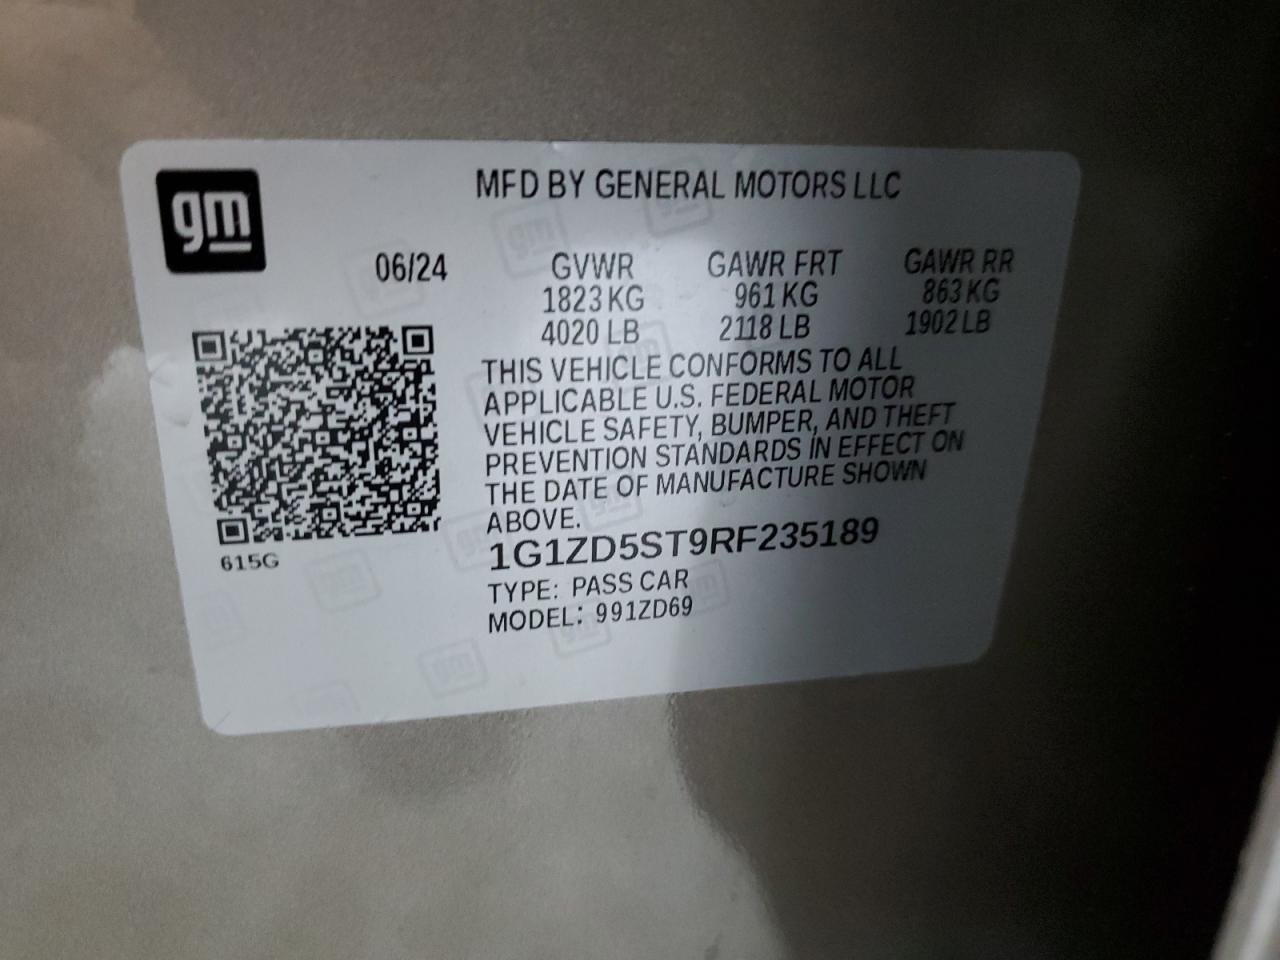 gm
MFD BY GENERAL MOTORS LLC
06/24 GVWR GAWR FRT GAWR RR
1823 KG 961 KG 863 KG
4020 LB 2118 LB 1902 LB
THIS VEHICLE CONFORMS TO ALL
APPLICABLE U.S. FEDERAL MOTOR
VEHICLE SAFETY, BUMPER, AND THEFT
PREVENTION STANDARDS IN EFFECT ON
THE DATE OF MANUFACTURE SHOWN
ABOVE.
1G1ZD5ST9RF235189
615G
TYPE: PASS CAR
MODEL: 991ZD69